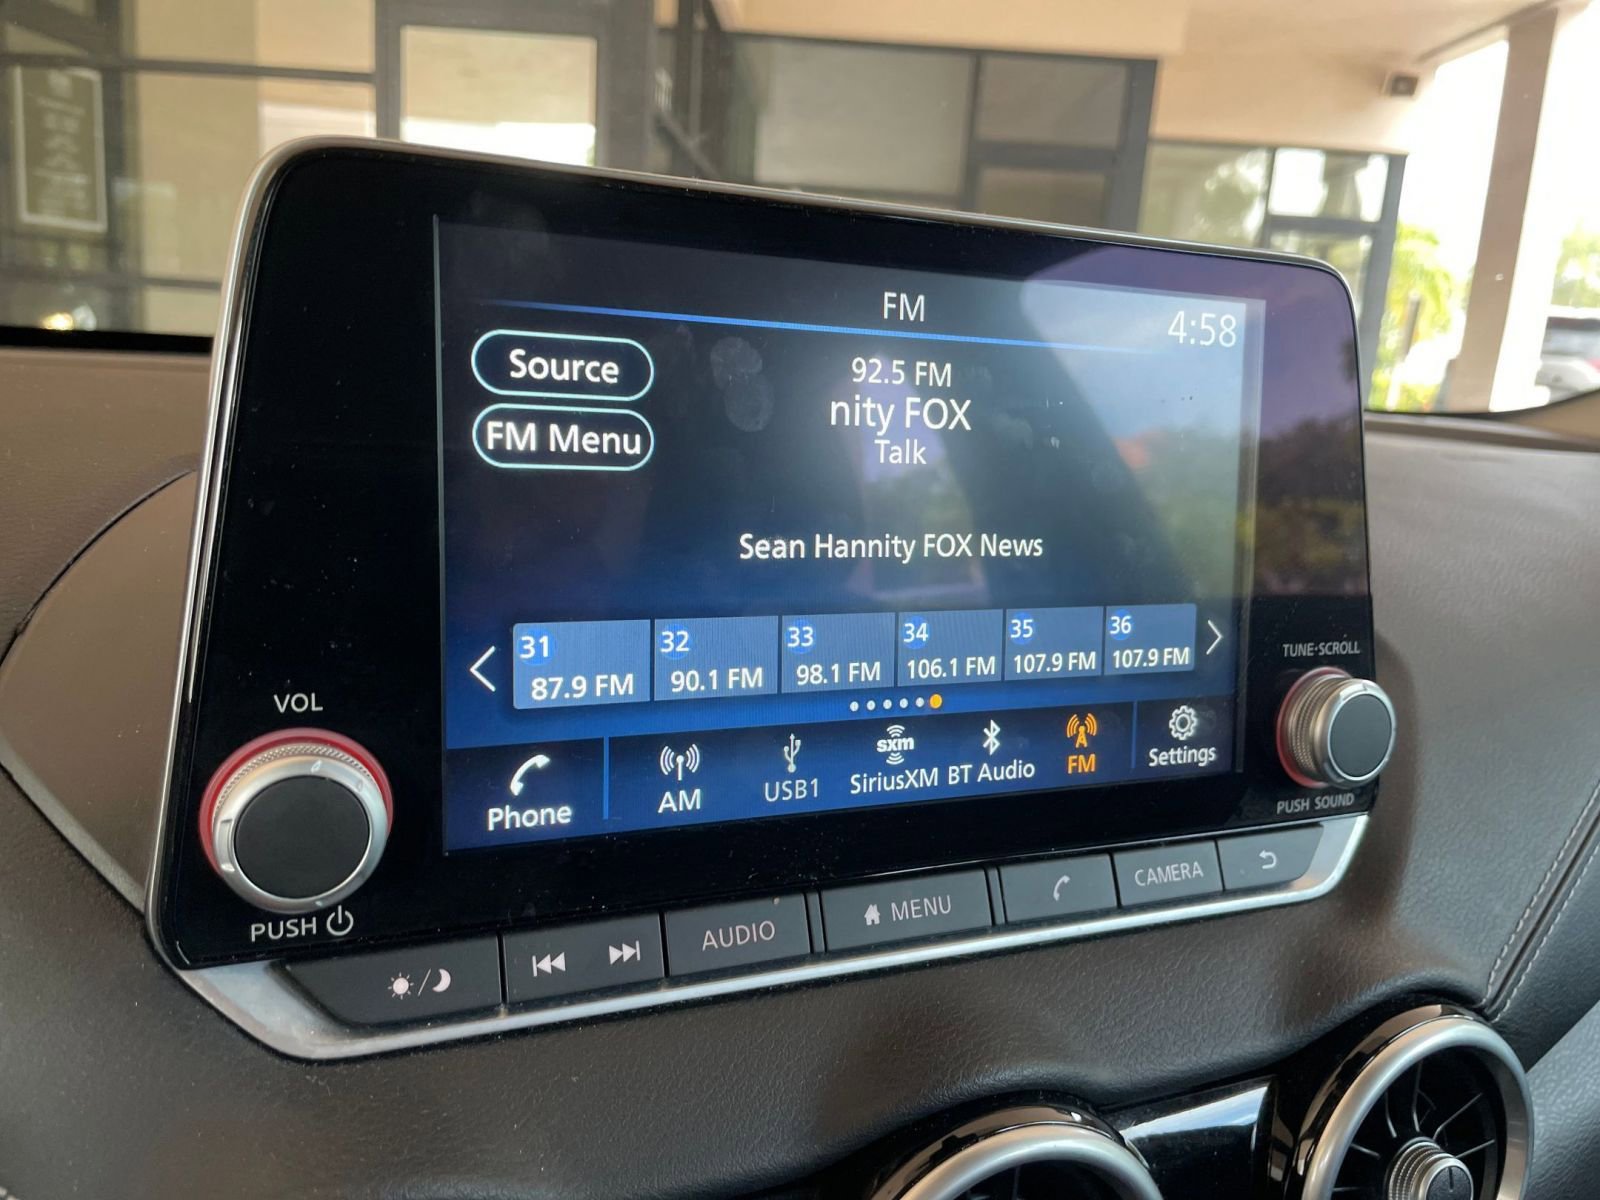 FM
4:58
Source
92.5 FM
nity FOX
FM Menu
Talk
Sean Hannity FOX News
31
87.9 FM
32
90.1 FM
33
98.1 FM
34
106.1 FM
35
107.9 FM
36
107.9 FM
Phone
AM
USB1
sxm
SiriusXM
BT Audio
FM
Settings
VOL
PUSH
TUNE·SCROLL
PUSH SOUND
AUDIO
MENU
CAMERA